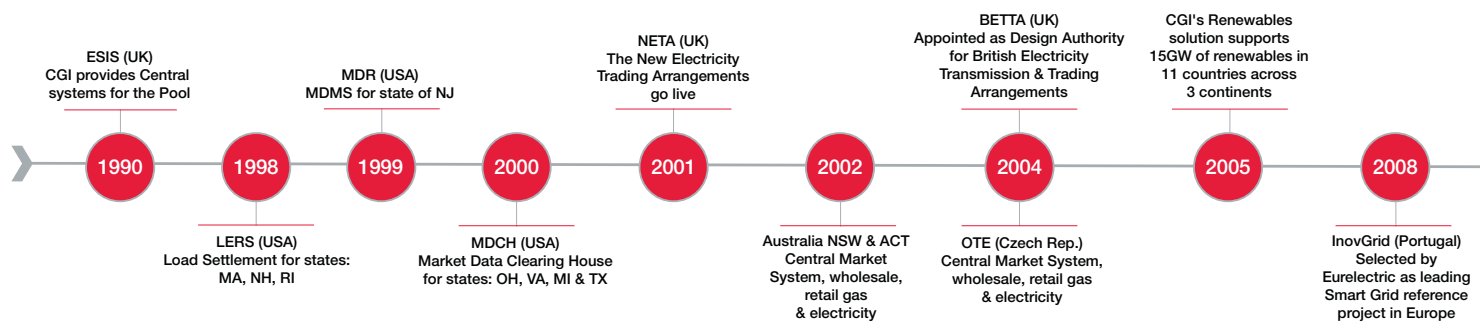 ESIS (UK)
CGI provides Central
systems for the Pool
1990
1998
LERS (USA)
Load Settlement for states:
MA, NH, RI
MDR (USA)
MDMS for state of NJ
1999
2000
MDCH (USA)
Market Data Clearing House
for states: OH, VA, MI & TX
NETA (UK)
The New Electricity
Trading Arrangements
go live
2001
2002
Australia NSW & ACT
Central Market
System, wholesale,
retail gas
& electricity
BETTA (UK)
Appointed as Design Authority
for British Electricity
Transmission & Trading
Arrangements
2004
OTE (Czech Rep.)
Central Market System,
wholesale, retail gas
& electricity
CGI's Renewables
solution supports
15GW of renewables in
11 countries across
3 continents
2005
2008
InovGrid (Portugal)
Selected by
Eurelectric as leading
Smart Grid reference
project in Europe